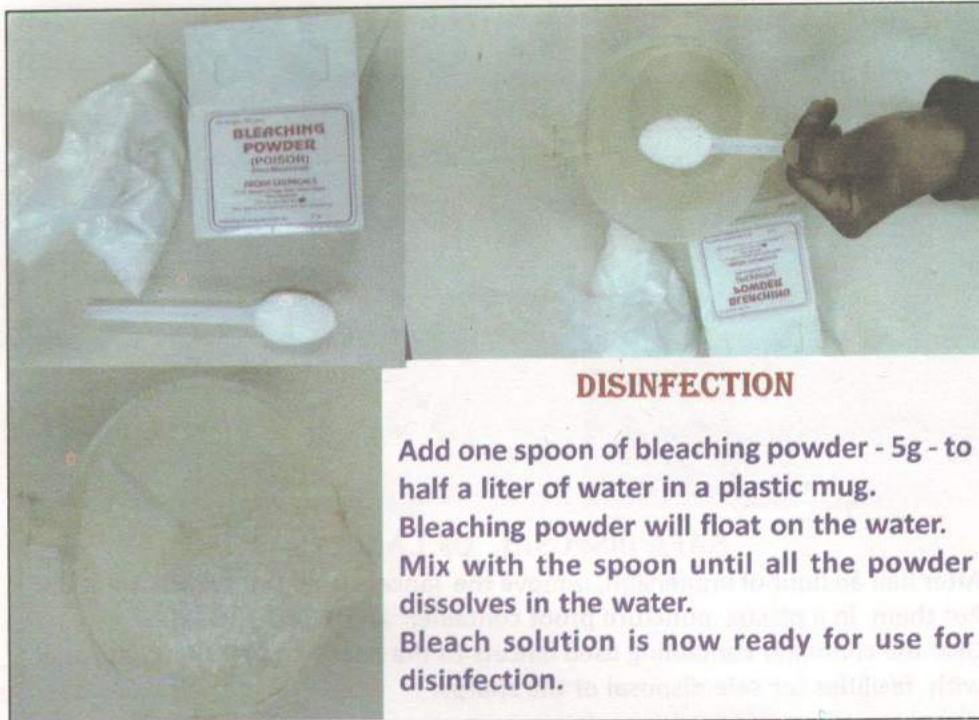 BLEACHING
POWDER
(POISON)
BLEACHING
POWDER
DISINFECTION
Add one spoon of bleaching powder - 5g - to
half a liter of water in a plastic mug.
Bleaching powder will float on the water.
Mix with the spoon until all the powder
dissolves in the water.
Bleach solution is now ready for use for
disinfection.